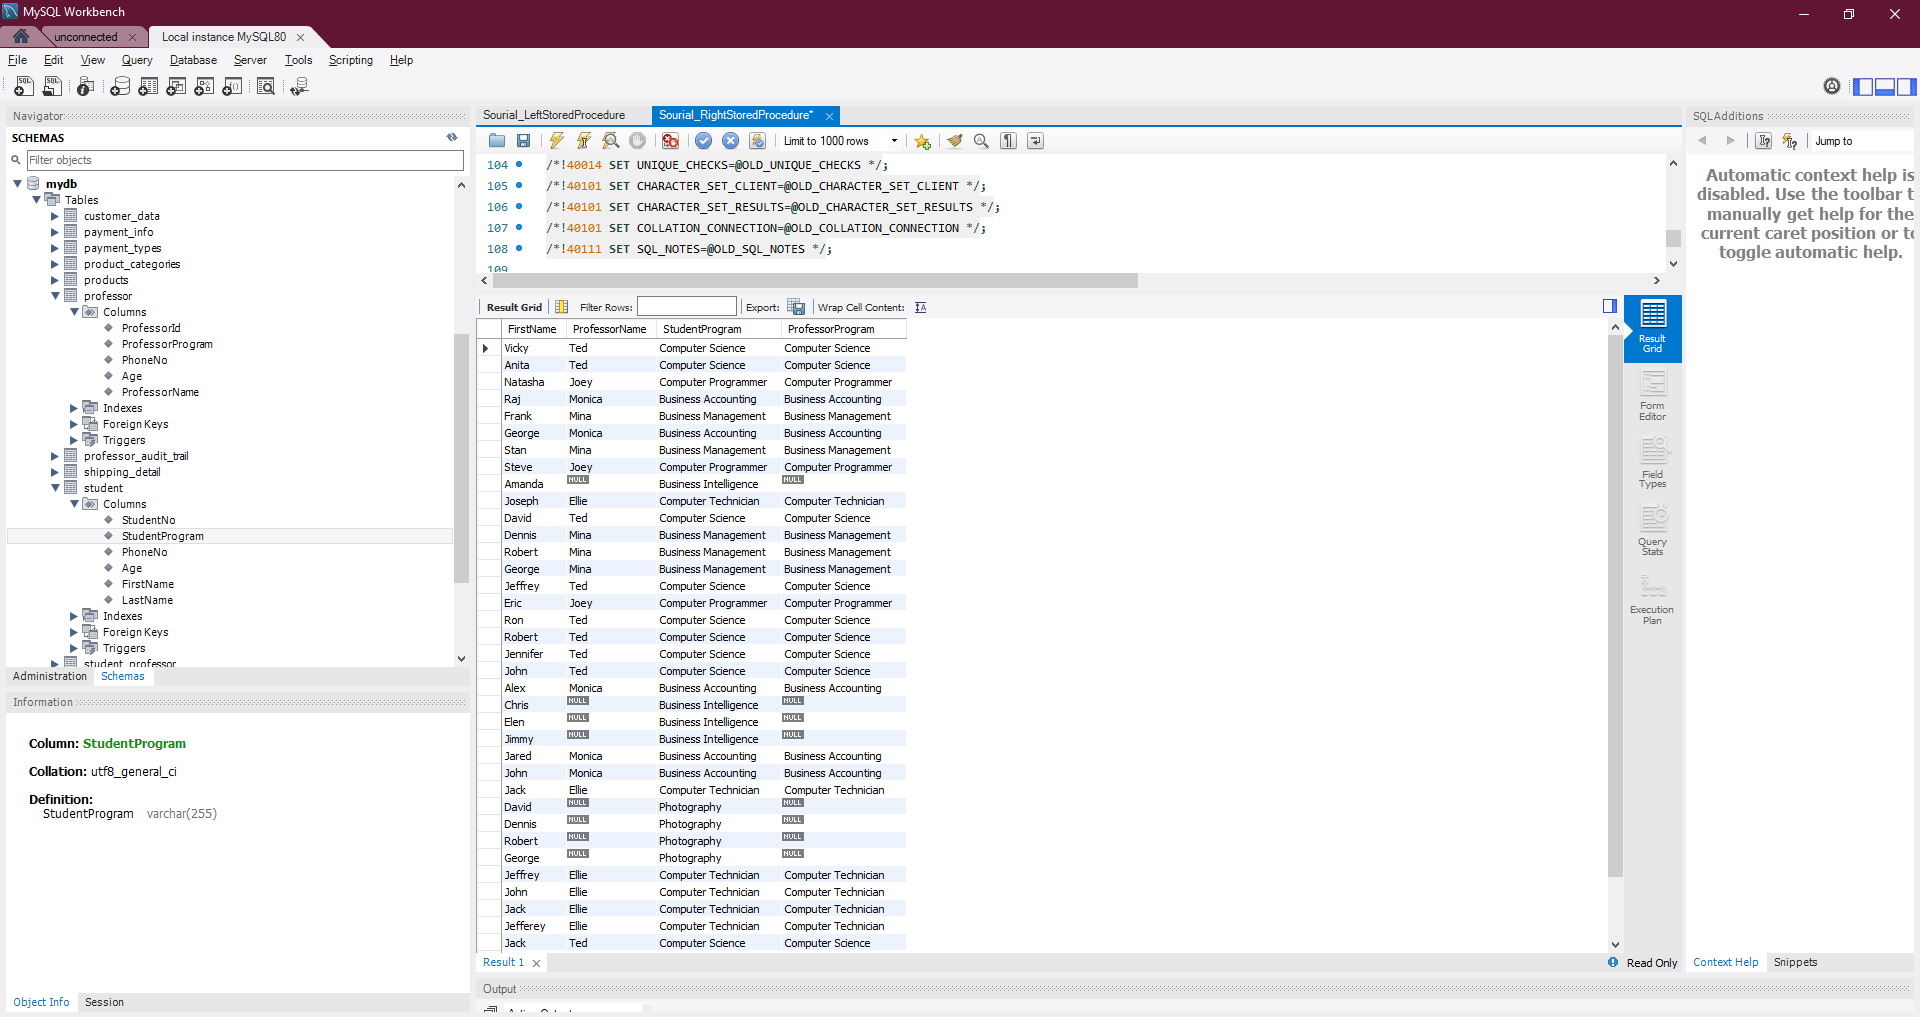 MySQL Workbench
unconnected
Local instance MySQL80
File Edit View Query Database Server Tools Scripting Help
Navigator
SCHEMAS
Filter objects
mydb
Tables
customer_data
payment_info
payment_types
product_categories
products
professor
Columns
ProfessorId
ProfessorProgram
PhoneNo
Age
ProfessorName
Indexes
Foreign Keys
Triggers
professor_audit_trail
shipping_detail
student
Columns
StudentNo
StudentProgram
PhoneNo
Age
FirstName
LastName
Indexes
Foreign Keys
Triggers
student_professor
Administration Schemas
Information
Column: StudentProgram
Collation: utf8_general_ci
Definition:
StudentProgram varchar(255)
Object Info Session
Sourial_LeftStoredProcedure Sourial_RightStoredProcedure*
Limit to 1000 rows
104 /*!40014 SET UNIQUE_CHECKS=@OLD_UNIQUE_CHECKS */;
105 /*!40101 SET CHARACTER_SET_CLIENT=@OLD_CHARACTER_SET_CLIENT */;
106 /*!40101 SET CHARACTER_SET_RESULTS=@OLD_CHARACTER_SET_RESULTS */;
107 /*!40101 SET COLLATION_CONNECTION=@OLD_COLLATION_CONNECTION */;
108 /*!40111 SET SQL_NOTES=@OLD_SQL_NOTES */;
109
Result Grid Filter Rows: Export: Wrap Cell Content:
FirstName ProfessorName StudentProgram ProfessorProgram
Vicky Ted Computer Science Computer Science
Anita Ted Computer Science Computer Science
Natasha Joey Computer Programmer Computer Programmer
Raj Monica Business Accounting Business Accounting
Frank Mina Business Management Business Management
George Monica Business Accounting Business Accounting
Stan Mina Business Management Business Management
Steve Joey Computer Programmer Computer Programmer
Amanda NULL Business Intelligence NULL
Joseph Ellie Computer Technician Computer Technician
David Ted Computer Science Computer Science
Dennis Mina Business Management Business Management
Robert Mina Business Management Business Management
George Mina Business Management Business Management
Jeffrey Ted Computer Science Computer Science
Eric Joey Computer Programmer Computer Programmer
Ron Ted Computer Science Computer Science
Robert Ted Computer Science Computer Science
Jennifer Ted Computer Science Computer Science
John Ted Computer Science Computer Science
Alex Monica Business Accounting Business Accounting
Chris NULL Business Intelligence NULL
Elen NULL Business Intelligence NULL
Jimmy NULL Business Intelligence NULL
Jared Monica Business Accounting Business Accounting
John Monica Business Accounting Business Accounting
Jack Ellie Computer Technician Computer Technician
David NULL Photography NULL
Dennis NULL Photography NULL
Robert NULL Photography NULL
George NULL Photography NULL
Jeffrey Ellie Computer Technician Computer Technician
John Ellie Computer Technician Computer Technician
Jack Ellie Computer Technician Computer Technician
Jefferey Ellie Computer Technician Computer Technician
Jack Ted Computer Science Computer Science
Result 1
Read Only
Output
Result
Grid
Form
Editor
Field
Types
Query
Stats
Execution
Plan
SQLAdditions
Jump to
Automatic context help is
disabled. Use the toolbar t
manually get help for the
current caret position or to
toggle automatic help.
Context Help Snippets